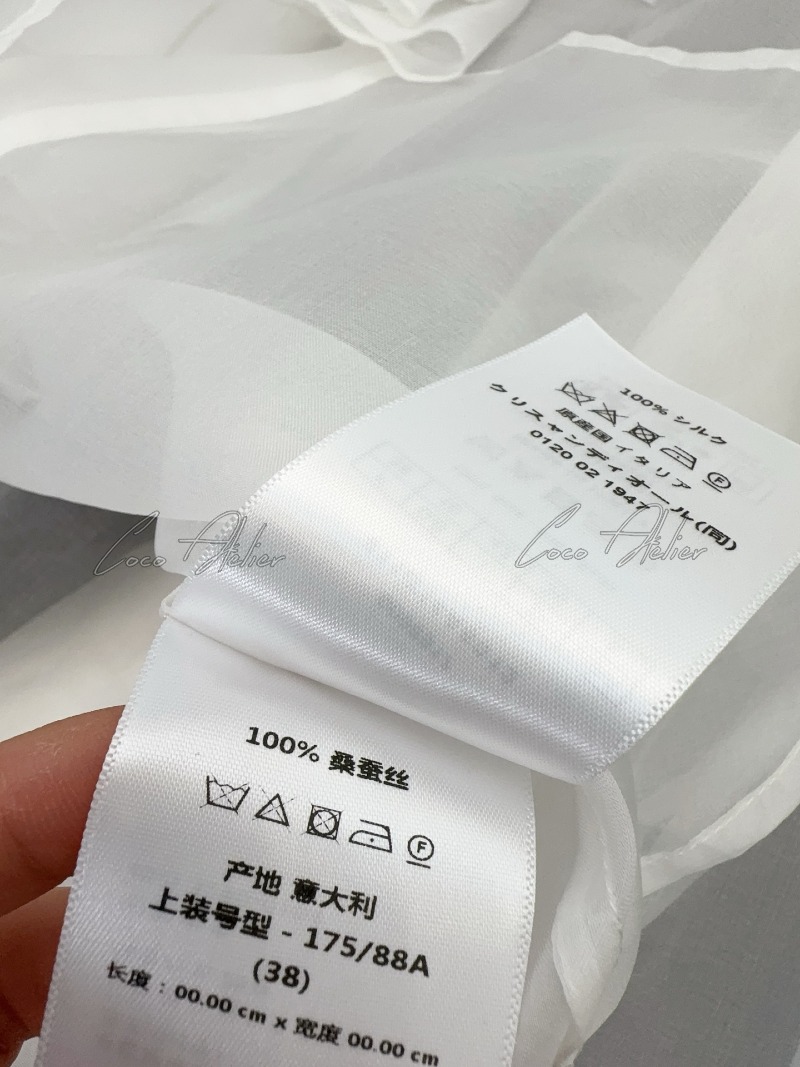 100% シルク
原産国 イタリア
クリスチャンディオール(同)
0120 02 1947
Coco Atelier
Coco Atelier
100% 桑蚕丝
F
产地 意大利
上装号型 - 175/88A
(38)
长度 : 00.00 cm x 宽度 00.00 cm